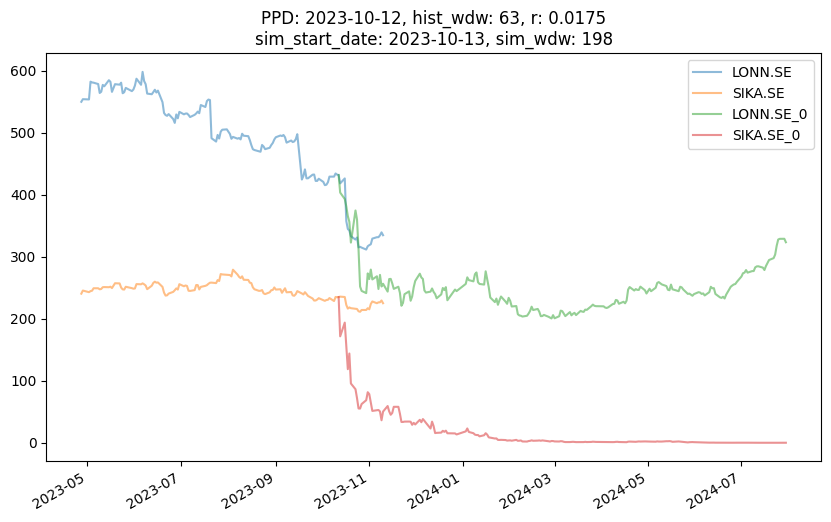 PPD: 2023-10-12, hist_wdw: 63, r: 0.0175
sim_start_date: 2023-10-13, sim_wdw: 198
LONN.SE
SIKA.SE
LONN.SE_0
SIKA.SE_0
600
500
400
300
200
100
0
2023-05
2023-07
2023-09
2023-11
2024-01
2024-03
2024-05
2024-07